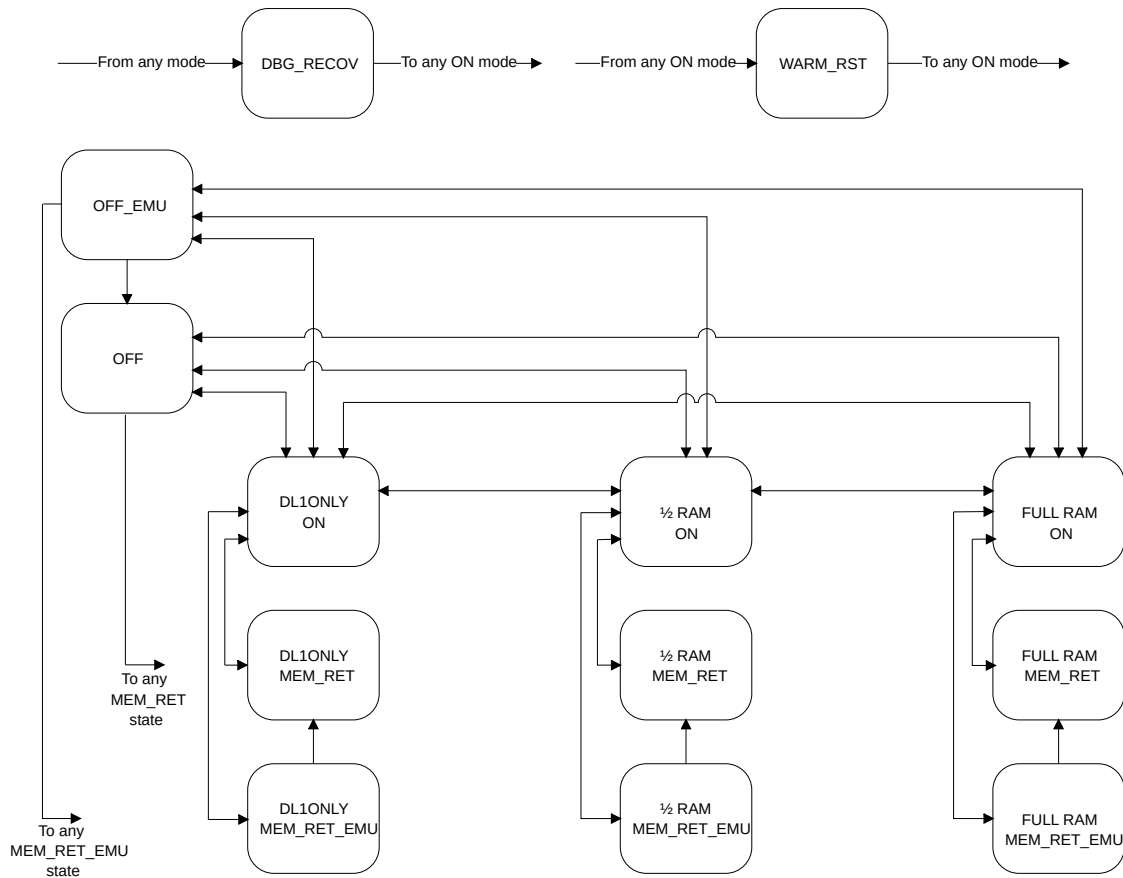 From any mode
DBG_RECOV
To any ON mode
From any ON mode
WARM_RST
To any ON mode
OFF_EMU
OFF
DL1ONLY
ON
½ RAM
ON
FULL RAM
ON
DL1ONLY
MEM_RET
½ RAM
MEM_RET
FULL RAM
MEM_RET
To any
MEM_RET
state
DL1ONLY
MEM_RET_EMU
½ RAM
MEM_RET_EMU
FULL RAM
MEM_RET_EMU
To any
MEM_RET_EMU
state